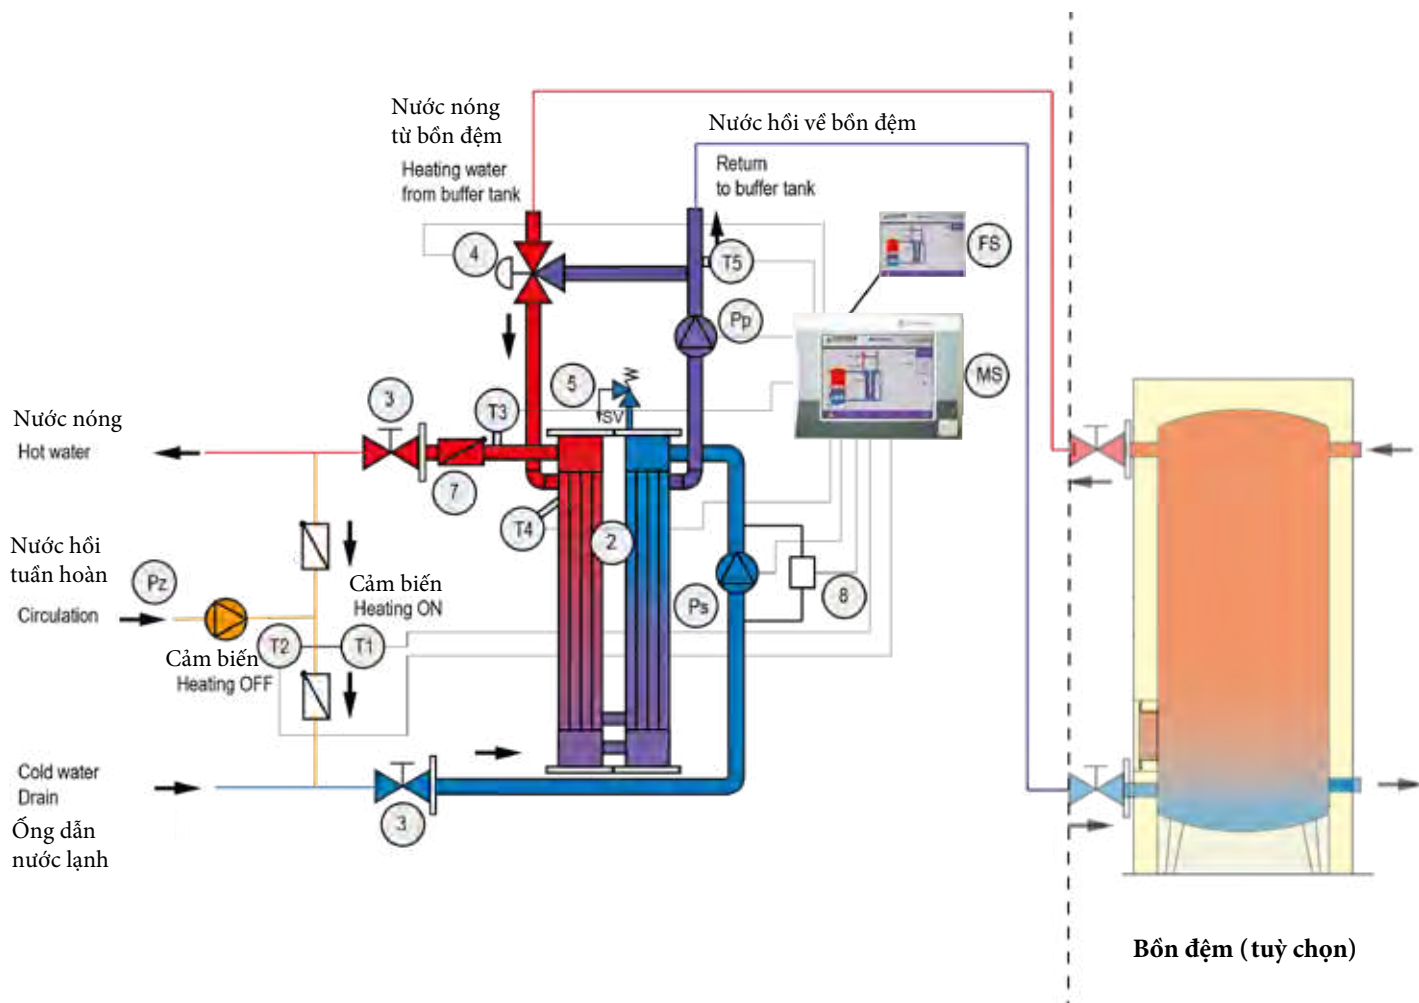 Nước nóng
từ bồn đệm
Heating water
from buffer tank
Nước hồi về bồn đệm
Return
to buffer tank
4
T5
FS
Pp
MS
5
SV
3
T3
Nước nóng
Hot water
7
T4
2
Nước hồi
tuần hoàn
Pz
Circulation
Cảm biến
Heating ON
T2
T1
Cảm biến
Heating OFF
Ps
8
Cold water
Drain
3
Ống dẫn
nước lạnh
Bồn đệm (tuỳ chọn)